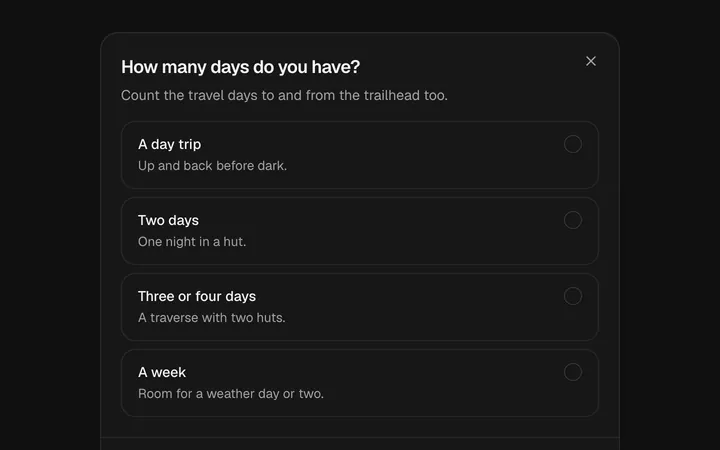 How many days do you have?
Count the travel days to and from the trailhead too.
A day trip
Up and back before dark.
Two days
One night in a hut.
Three or four days
A traverse with two huts.
A week
Room for a weather day or two.